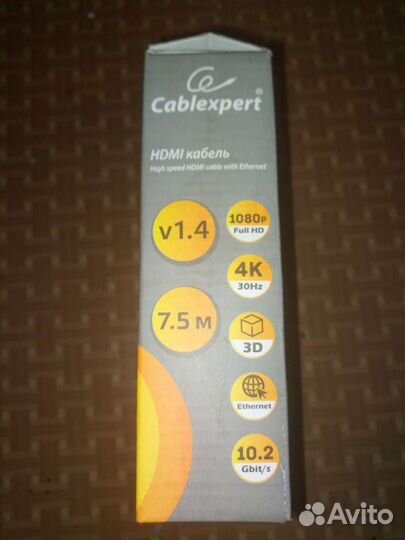 Cablexpert®
HDMI кабель
High speed HDMI cable with Ethernet
v1.4
1080P
Full HD
4K
30Hz
7.5 м
3D
Ethernet
10.2
Gbit/s
Avito